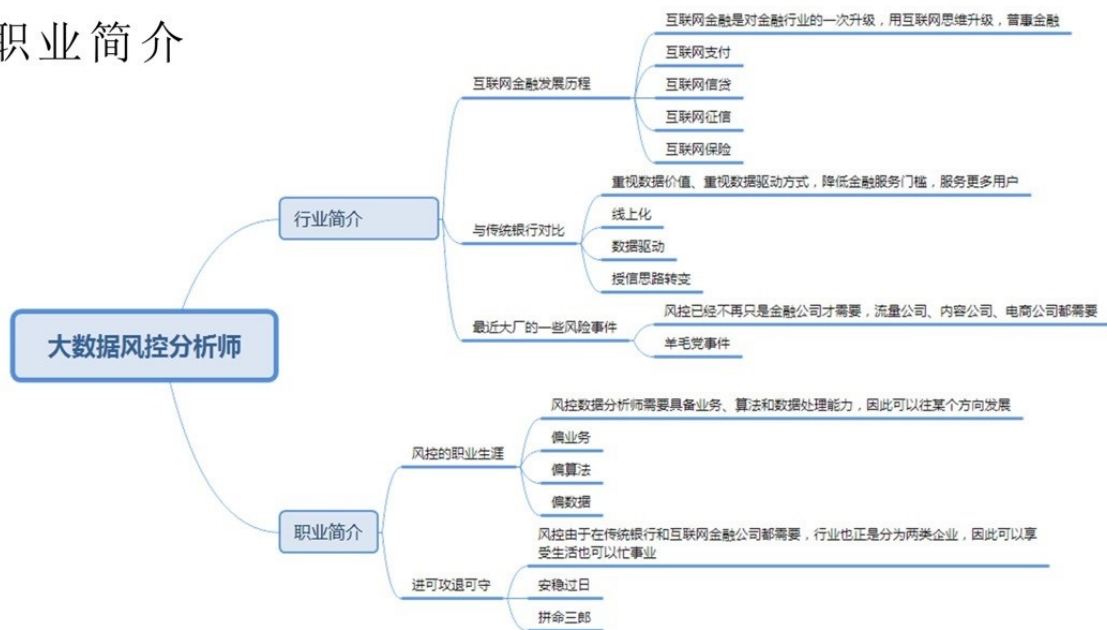 职业简介
互联网金融是对金融行业的一次升级，用互联网思维升级，普惠金融
互联网支付
互联网金融发展历程
互联网信贷
互联网征信
互联网保险
重视数据价值、重视数据驱动方式，降低金融服务门槛，服务更多用户
行业简介
线上化
与传统银行对比
数据驱动
授信思路转变
风控已经不再只是金融公司才需要，流量公司、内容公司、电商公司都需要
最近大厂的一些风险事件
羊毛党事件
大数据风控分析师
风控数据分析师需要具备业务、算法和数据处理能力，因此可以往某个方向发展
偏业务
风控的职业生涯
偏算法
偏数据
职业简介
风控由于在传统银行和互联网金融公司都需要，行业也正是分为两类企业，因此可以享
受生活也可以忙事业
进可攻退可守
安稳过日
拼命三郎